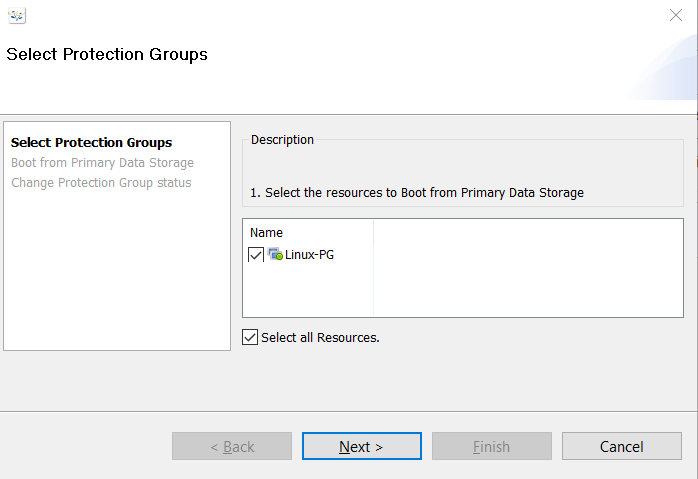 Select Protection Groups
Select Protection Groups
Boot from Primary Data Storage
Change Protection Group status
Description
1. Select the resources to Boot from Primary Data Storage
Name
Linux-PG
Select all Resources.
< Back
Next >
Finish
Cancel